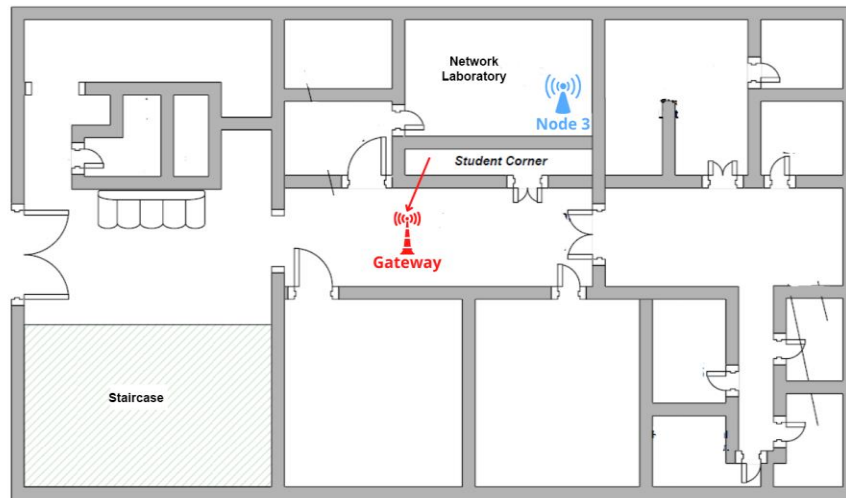 Network
Laboratory
Node 3
Student Corner
Gateway
Staircase